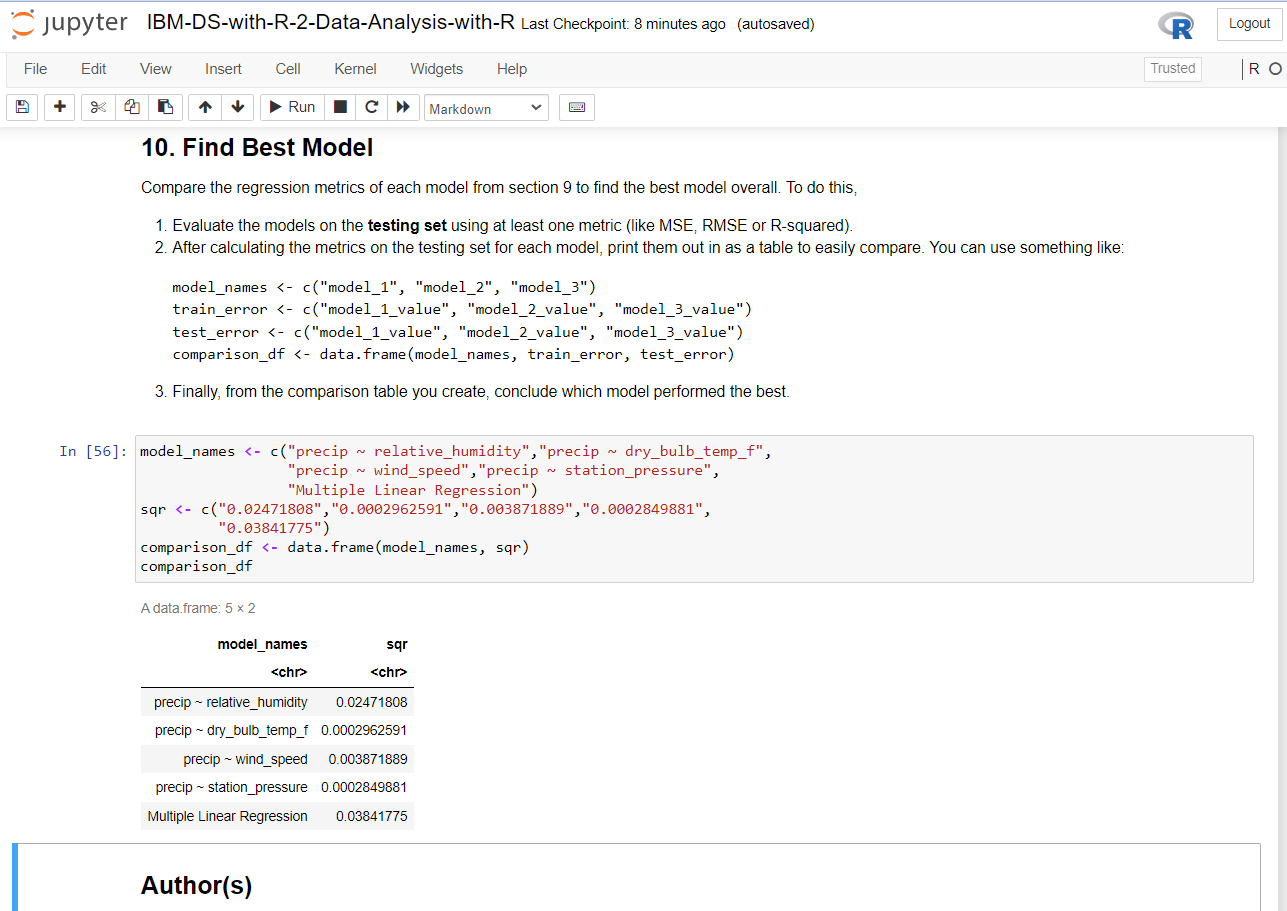 jupyter IBM-DS-with-R-2-Data-Analysis-with-R Last Checkpoint: 8 minutes ago (autosaved) R Logout
File Edit View Insert Cell Kernel Widgets Help Trusted R
Run Markdown
10. Find Best Model
Compare the regression metrics of each model from section 9 to find the best model overall. To do this,
1. Evaluate the models on the testing set using at least one metric (like MSE, RMSE or R-squared).
2. After calculating the metrics on the testing set for each model, print them out in as a table to easily compare. You can use something like:
model_names <- c("model_1", "model_2", "model_3")
train_error <- c("model_1_value", "model_2_value", "model_3_value")
test_error <- c("model_1_value", "model_2_value", "model_3_value")
comparison_df <- data.frame(model_names, train_error, test_error)
3. Finally, from the comparison table you create, conclude which model performed the best.
In [56]: model_names <- c("precip ~ relative_humidity","precip ~ dry_bulb_temp_f",
"precip ~ wind_speed","precip ~ station_pressure",
"Multiple Linear Regression")
sqr <- c("0.02471808","0.0002962591","0.003871889","0.0002849881",
"0.03841775")
comparison_df <- data.frame(model_names, sqr)
comparison_df
A data.frame: 5 × 2
model_names sqr
<chr> <chr>
precip ~ relative_humidity 0.02471808
precip ~ dry_bulb_temp_f 0.0002962591
precip ~ wind_speed 0.003871889
precip ~ station_pressure 0.0002849881
Multiple Linear Regression 0.03841775
Author(s)